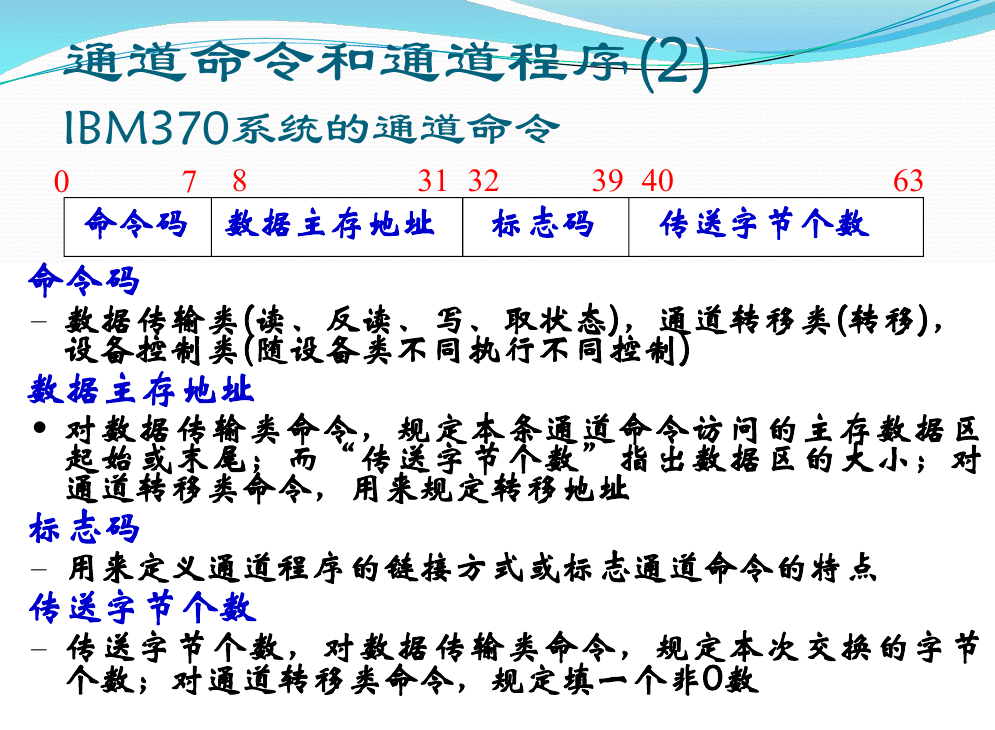 通道命令和通道程序(2)
IBM370系统的通道命令
0 7 8 31 32 39 40 63
命令码 数据主存地址 标志码 传送字节个数
命令码
– 数据传输类(读、反读、写、取状态)，通道转移类(转移)，
设备控制类(随设备类不同执行不同控制)
数据主存地址
• 对数据传输类命令，规定本条通道命令访问的主存数据区
起始或末尾；而“传送字节个数”指出数据区的大小；对
通道转移类命令，用来规定转移地址
标志码
– 用来定义通道程序的链接方式或标志通道命令的特点
传送字节个数
– 传送字节个数，对数据传输类命令，规定本次交换的字节
个数；对通道转移类命令，规定填一个非0数